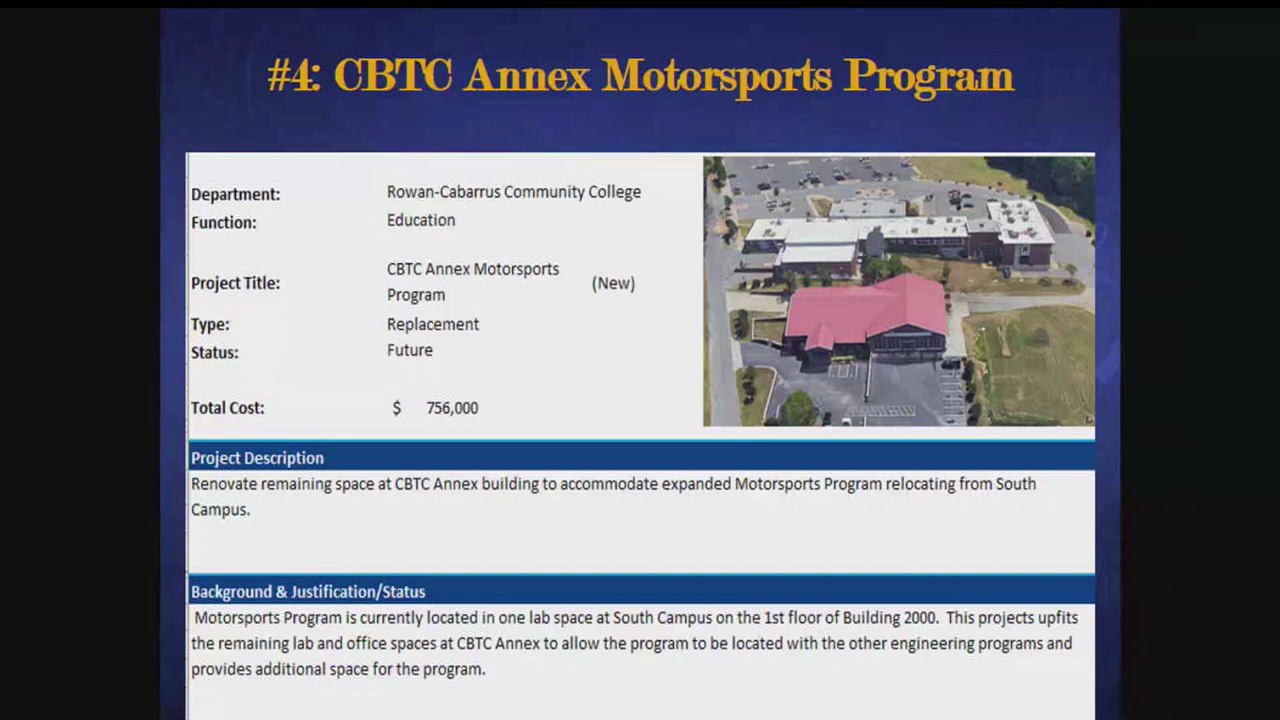 #4: CBTC Annex Motorsports Program
Department: Rowan-Cabarrus Community College
Function: Education
Project Title: CBTC Annex Motorsports Program (New)
Type: Replacement
Status: Future
Total Cost: $ 756,000
Project Description
Renovate remaining space at CBTC Annex building to accommodate expanded Motorsports Program relocating from South
Campus.
Background & Justification/Status
Motorsports Program is currently located in one lab space at South Campus on the 1st floor of Building 2000. This projects upfits
the remaining lab and office spaces at CBTC Annex to allow the program to be located with the other engineering programs and
provides additional space for the program.